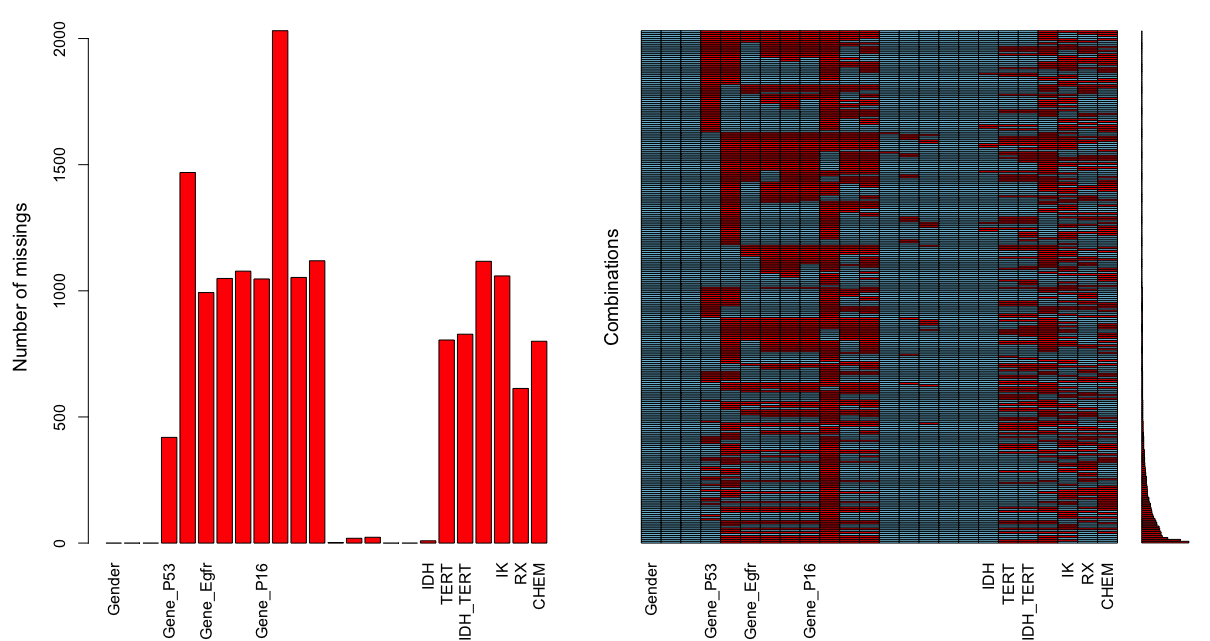 Number of missings
2000
1500
1000
500
0
Gender
Gene_P53
Gene_Egfr
Gene_P16
IDH
TERT
IDH_TERT
IK
RX
CHEM
Combinations
Gender
Gene_P53
Gene_Egfr
Gene_P16
IDH
TERT
IDH_TERT
IK
RX
CHEM